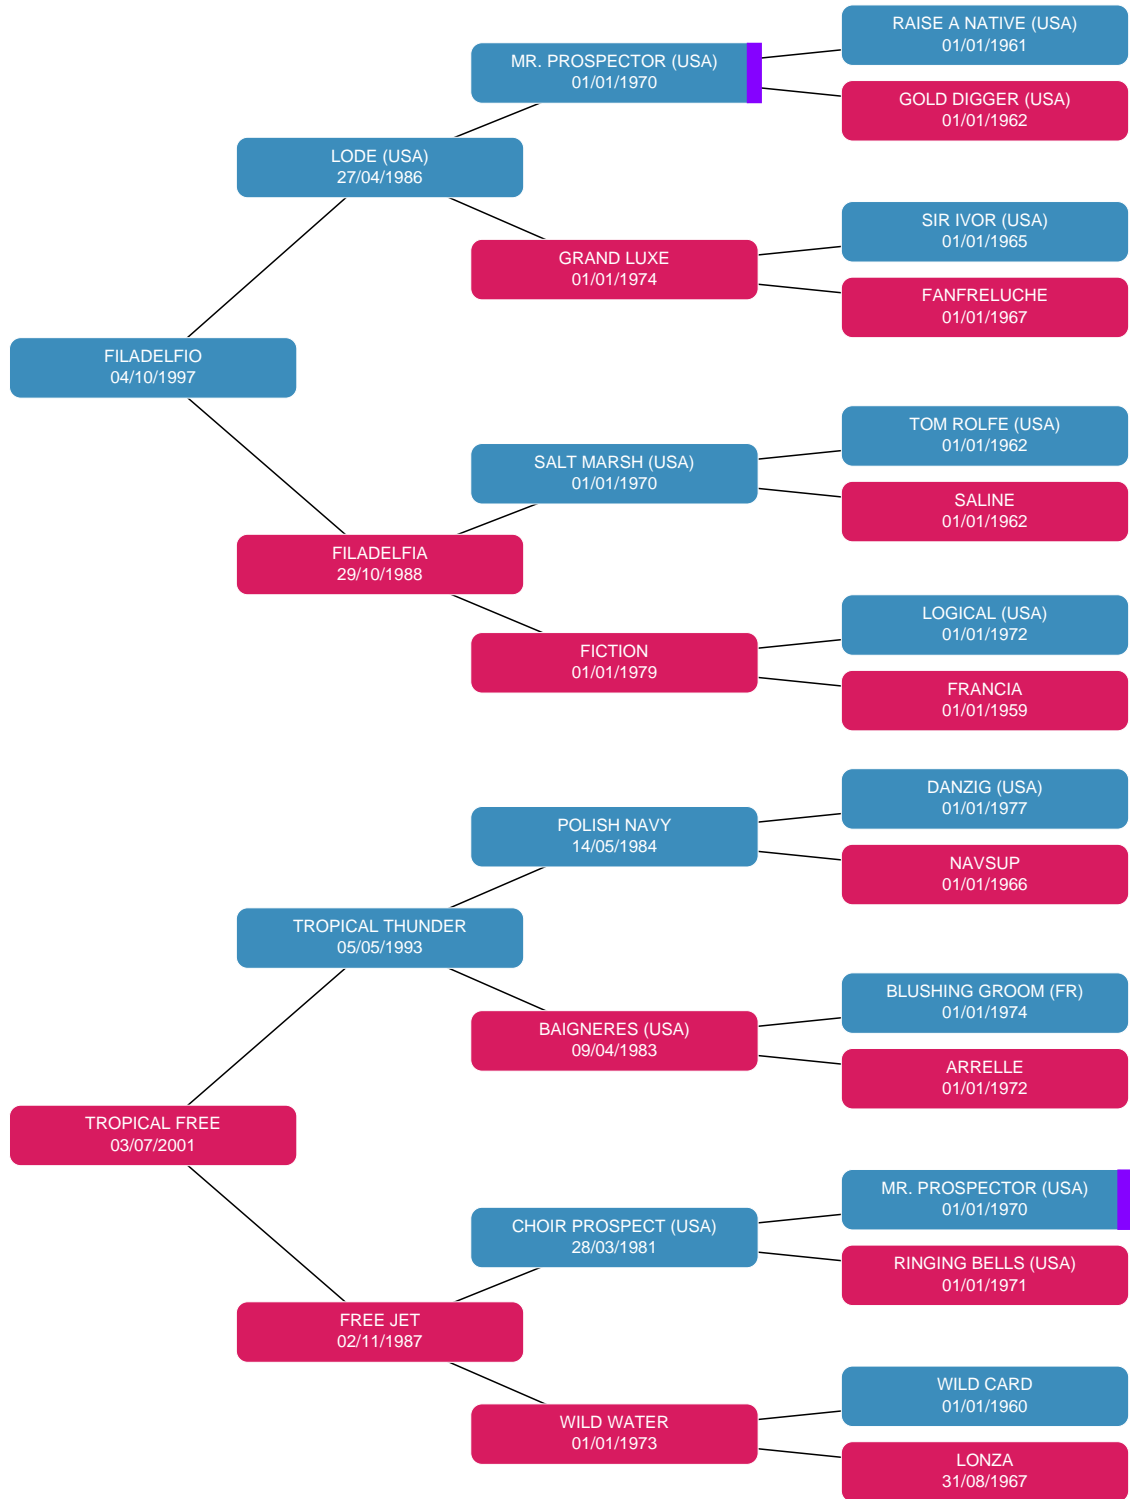 RAISE A NATIVE (USA)
01/01/1961
MR. PROSPECTOR (USA)
01/01/1970
GOLD DIGGER (USA)
01/01/1962
LODE (USA)
27/04/1986
SIR IVOR (USA)
01/01/1965
GRAND LUXE
01/01/1974
FANFRELUCHE
01/01/1967
FILADELFIO
04/10/1997
TOM ROLFE (USA)
01/01/1962
SALT MARSH (USA)
01/01/1970
SALINE
01/01/1962
FILADELFIA
29/10/1988
LOGICAL (USA)
01/01/1972
FICTION
01/01/1979
FRANCIA
01/01/1959
DANZIG (USA)
01/01/1977
POLISH NAVY
14/05/1984
NAVSUP
01/01/1966
TROPICAL THUNDER
05/05/1993
BLUSHING GROOM (FR)
01/01/1974
BAIGNERES (USA)
09/04/1983
ARRELLE
01/01/1972
TROPICAL FREE
03/07/2001
MR. PROSPECTOR (USA)
01/01/1970
CHOIR PROSPECT (USA)
28/03/1981
RINGING BELLS (USA)
01/01/1971
FREE JET
02/11/1987
WILD CARD
01/01/1960
WILD WATER
01/01/1973
LONZA
31/08/1967